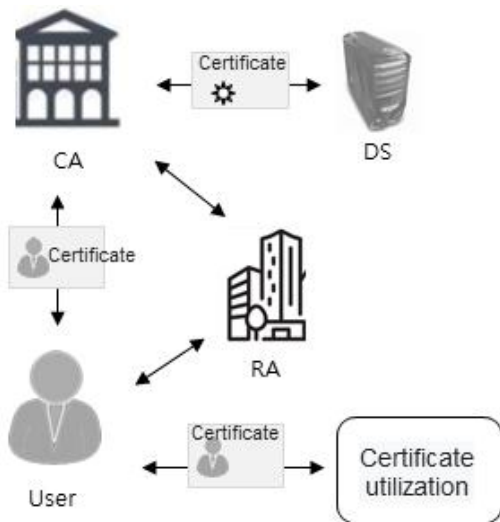 Certificate
CA
DS
Certificate
RA
Certificate
User
Certificate
utilization